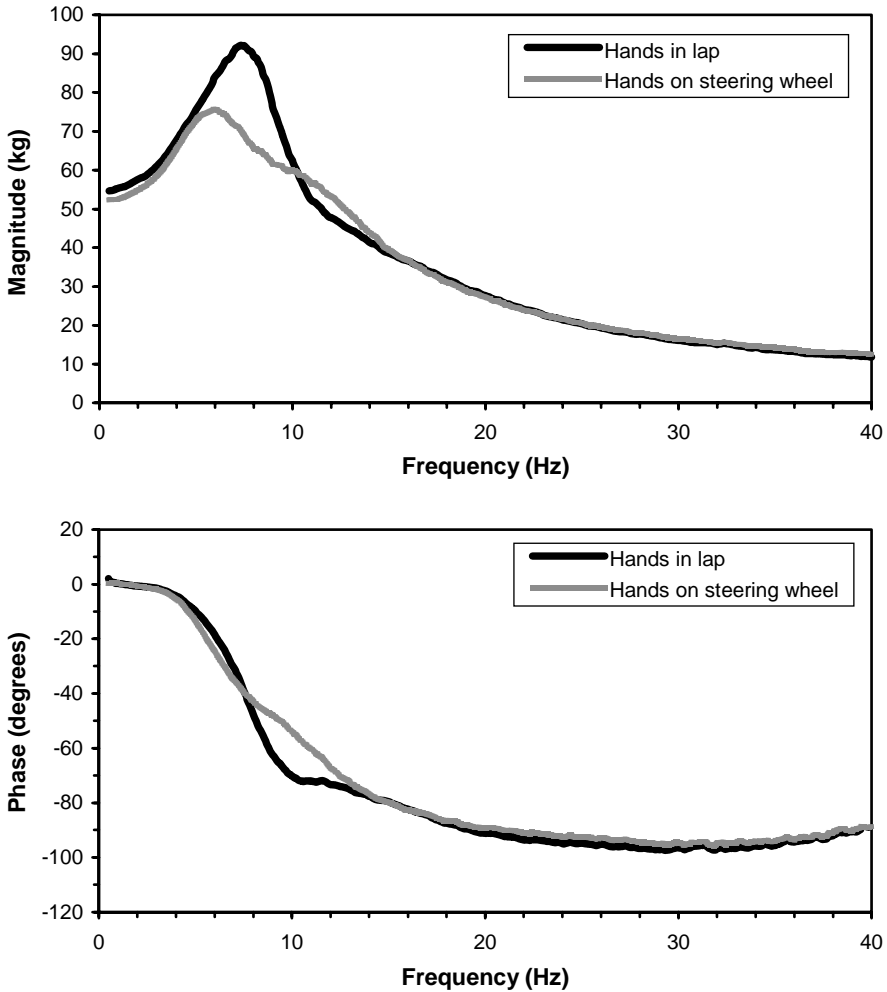 100
90
80
70
60
50
40
30
20
10
0
Magnitude (kg)
Hands in lap
Hands on steering wheel
0 10 20 30 40
Frequency (Hz)
20
0
-20
-40
-60
-80
-100
-120
Phase (degrees)
Hands in lap
Hands on steering wheel
0 10 20 30 40
Frequency (Hz)